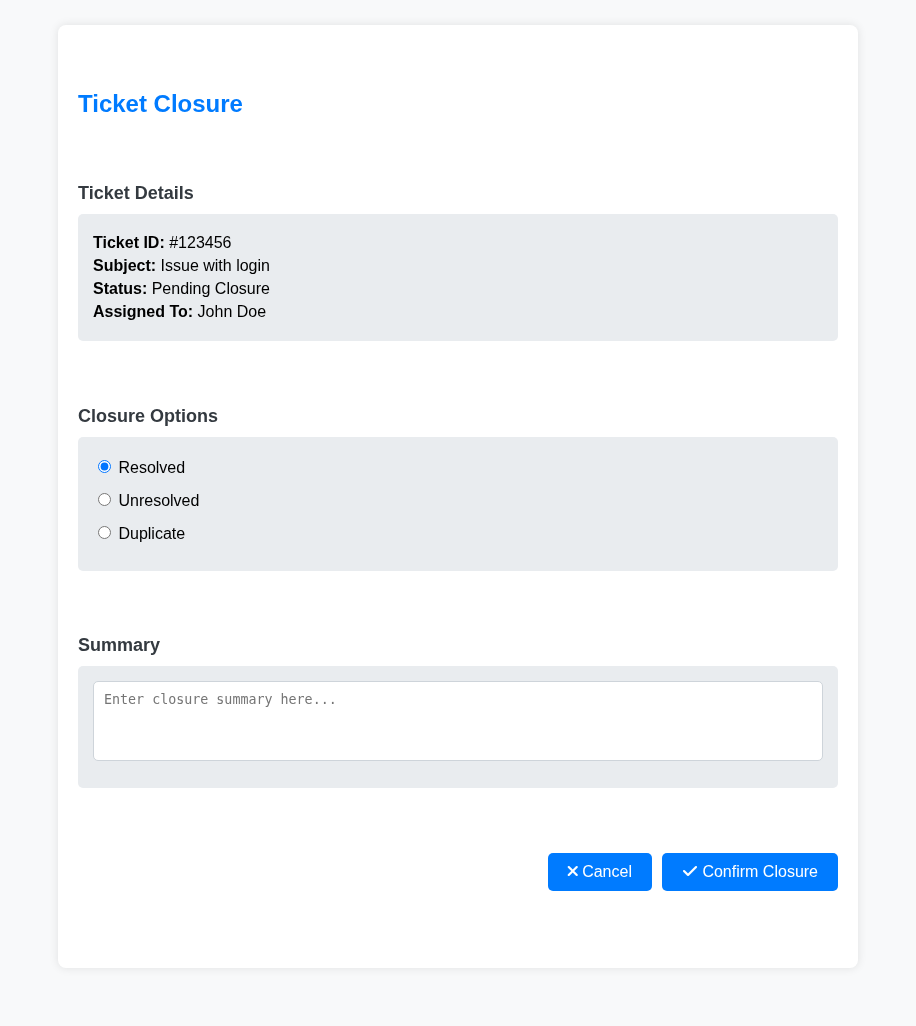 Ticket Closure
Ticket Details
Ticket ID: #123456
Subject: Issue with login
Status: Pending Closure
Assigned To: John Doe
Closure Options
Resolved
Unresolved
Duplicate
Summary
Enter closure summary here...
Cancel
Confirm Closure